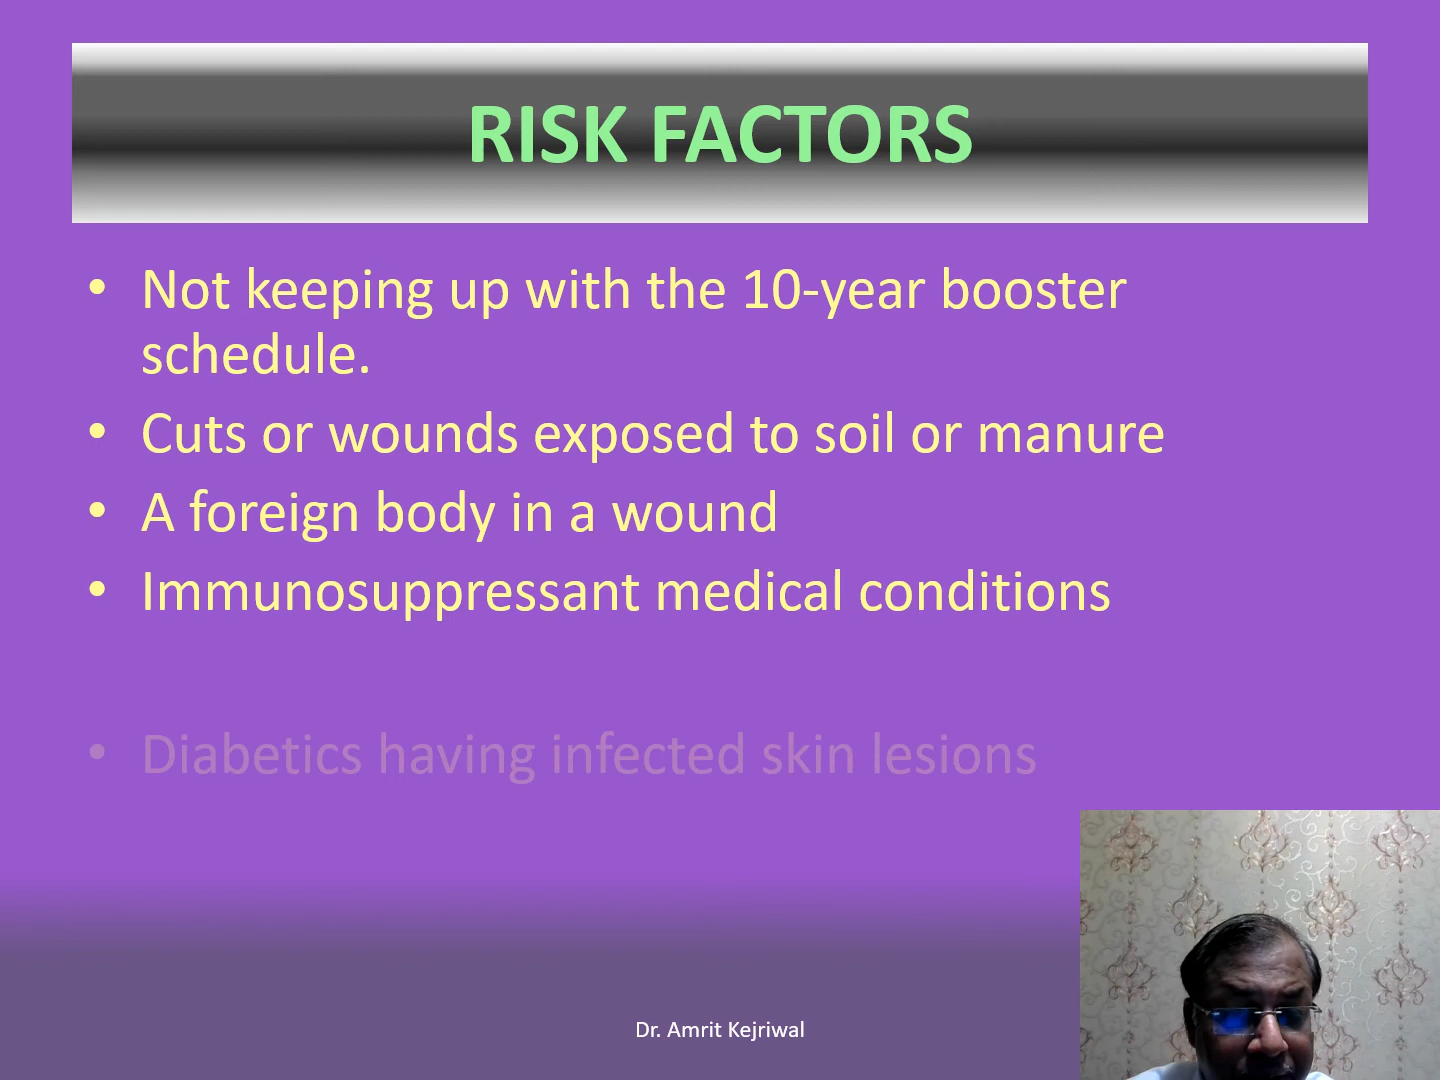 RISK FACTORS
• Not keeping up with the 10-year booster
schedule.
• Cuts or wounds exposed to soil or manure
• A foreign body in a wound
• Immunosuppressant medical conditions
• Diabetics having infected skin lesions
Dr. Amrit Kejriwal